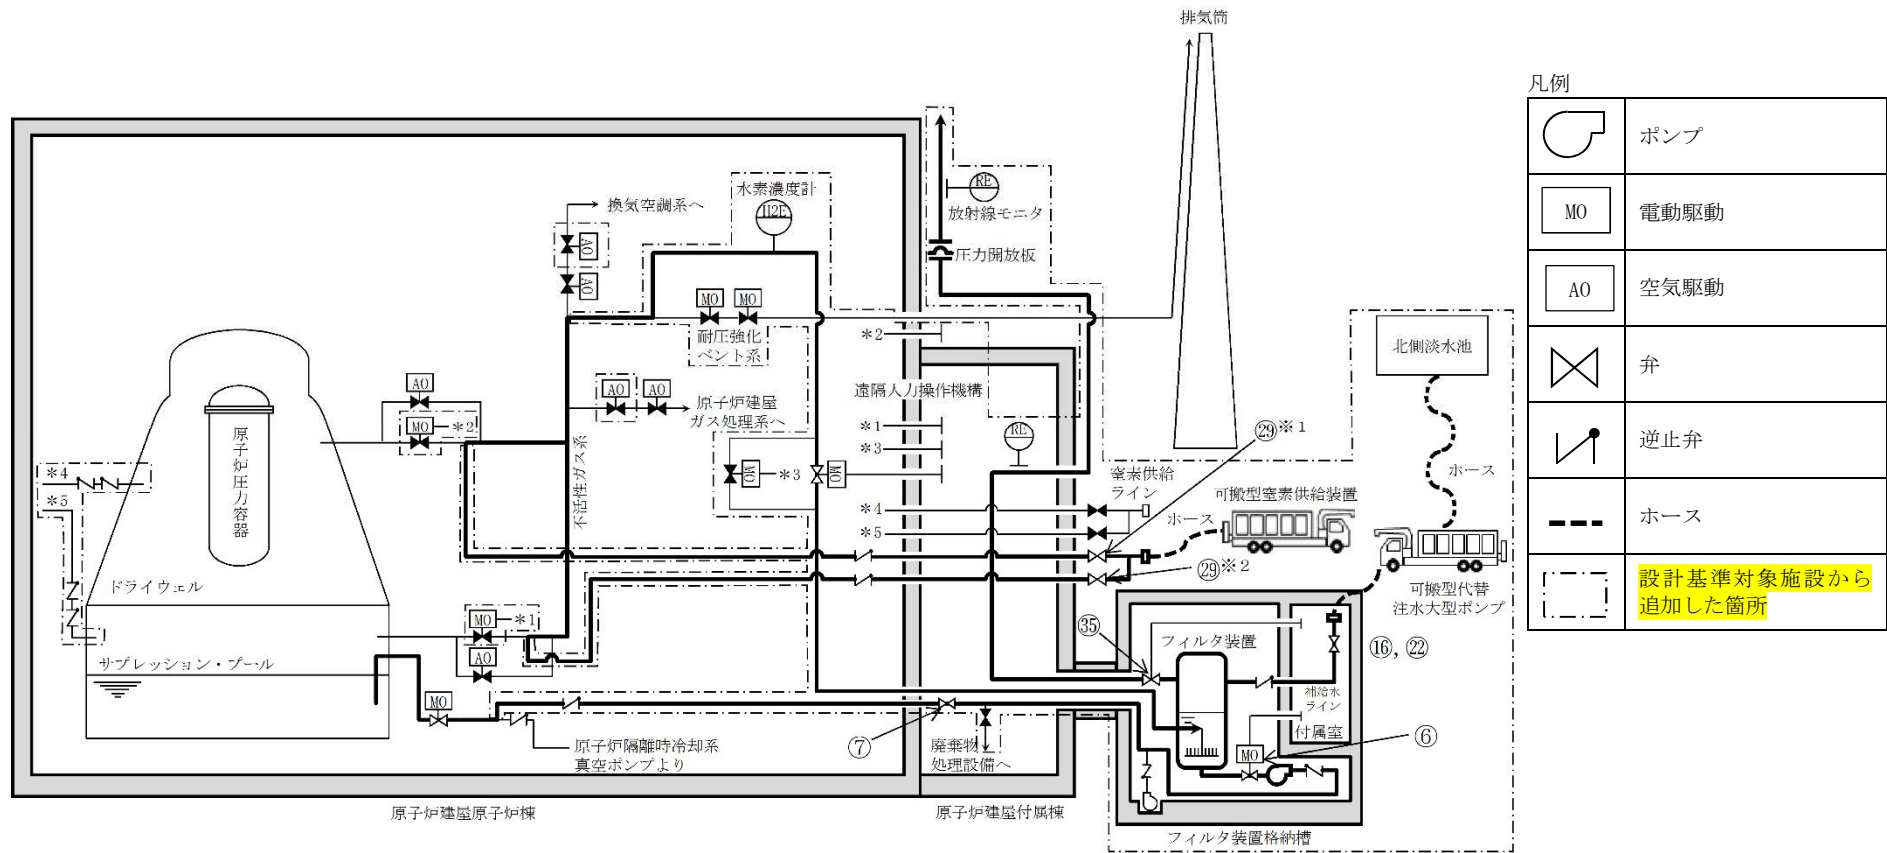 排気筒
凡例
ポンプ
MO
電動駆動
AO
空気駆動
弁
逆止弁
ホース
設計基準対象施設から
追加した箇所
水素濃度計
H2E
換気空調系へ
AO
AO
RE
放射線モニタ
圧力開放板
MO
MO
耐圧強化
ベント系
*2
北側淡水池
遠隔人力操作機構
AO
MO
*2
AO
AO
原子炉建屋
ガス処理系へ
*1
*3
RE
㉙※1
原子炉圧力容器
不活性ガス系
MO
*3
MO
*4
*5
窒素供給
ライン
可搬型窒素供給装置
ホース
ホース
*4
*5
㉙※2
可搬型代替
注水大型ポンプ
ドライウェル
MO
*1
AO
サプレッション・プール
㉟
フィルタ装置
⑯, ㉒
補給水
ライン
付属室
MO
⑥
MO
⑦
原子炉隔離時冷却系
真空ポンプより
廃棄物
処理設備へ
原子炉建屋原子炉棟
原子炉建屋付属棟
フィルタ装置格納槽